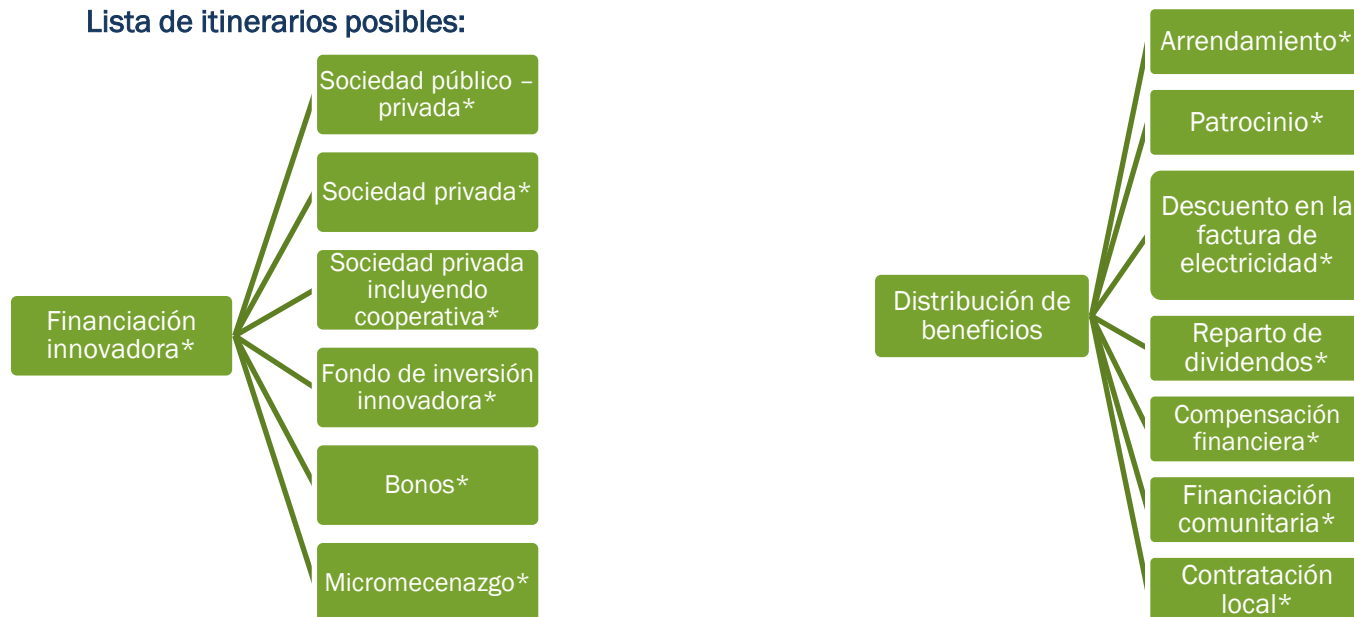 Lista de itinerarios posibles:
Financiación
innovadora*
Sociedad público –
privada*
Sociedad privada*
Sociedad privada
incluyendo
cooperativa*
Fondo de inversión
innovadora*
Bonos*
Micromecenazgo*
Distribución de
beneficios
Arrendamiento*
Patrocinio*
Descuento en la
factura de
electricidad*
Reparto de
dividendos*
Compensación
financiera*
Financiación
comunitaria*
Contratación
local*